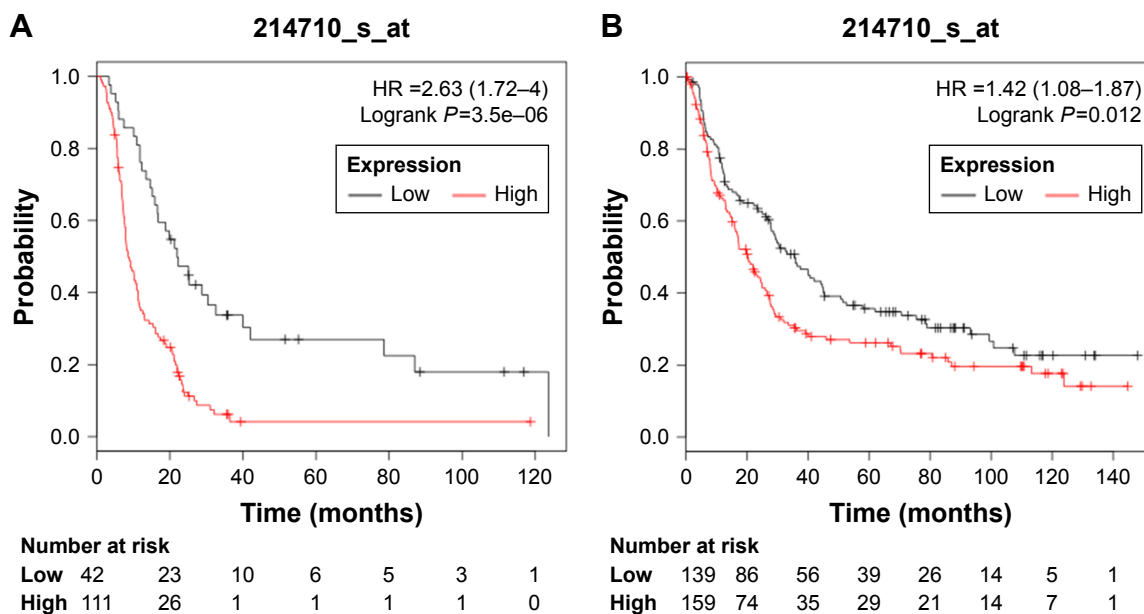 A
214710_s_at
HR =2.63 (1.72–4)
Logrank P=3.5e–06
Expression
Low High
Probability
1.0
0.8
0.6
0.4
0.2
0.0
0 20 40 60 80 100 120
Time (months)
Number at risk
Low 42 23 10 6 5 3 1
High 111 26 1 1 1 1 0
B
214710_s_at
HR =1.42 (1.08–1.87)
Logrank P=0.012
Expression
Low High
Probability
1.0
0.8
0.6
0.4
0.2
0.0
0 20 40 60 80 100 120 140
Time (months)
Number at risk
Low 139 86 56 39 26 14 5 1
High 159 74 35 29 21 14 7 1